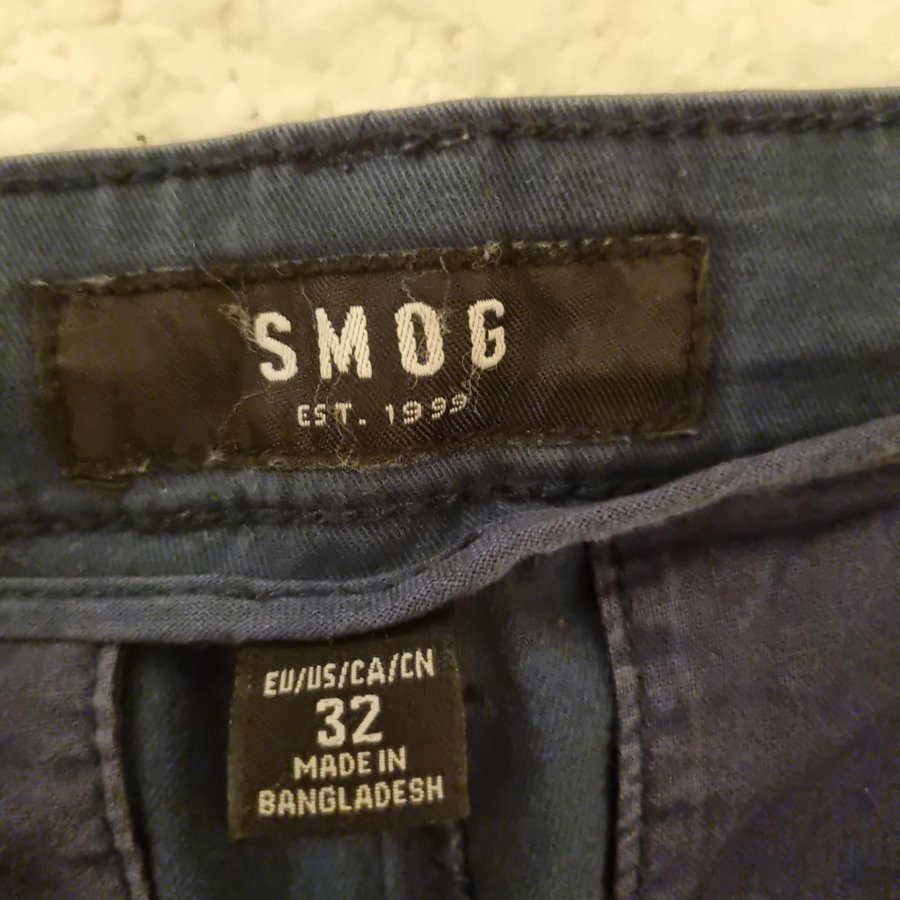 SMOG
EST. 1999
EU/US/CA/CN
32
MADE IN
BANGLADESH